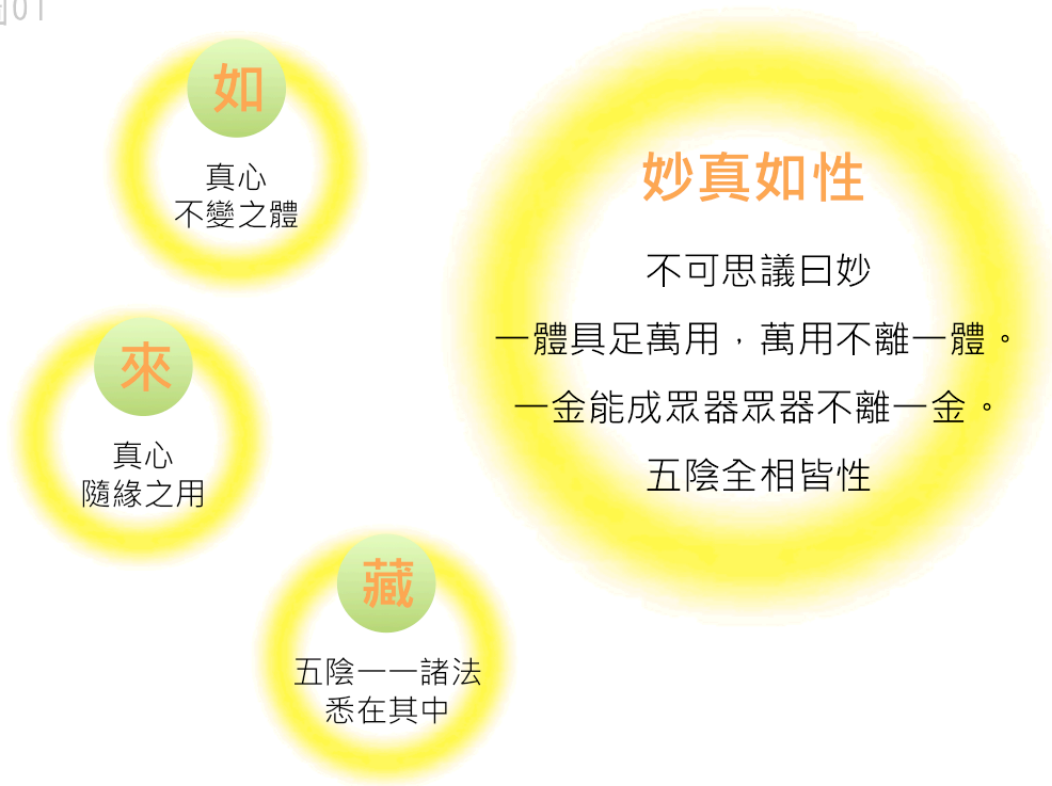 圖01
如
真心
不變之體
來
真心
隨緣之用
藏
五陰一一諸法
悉在其中
妙真如性
不可思議曰妙
一體具足萬用，萬用不離一體。
一金能成眾器眾器不離一金。
五陰全相皆性